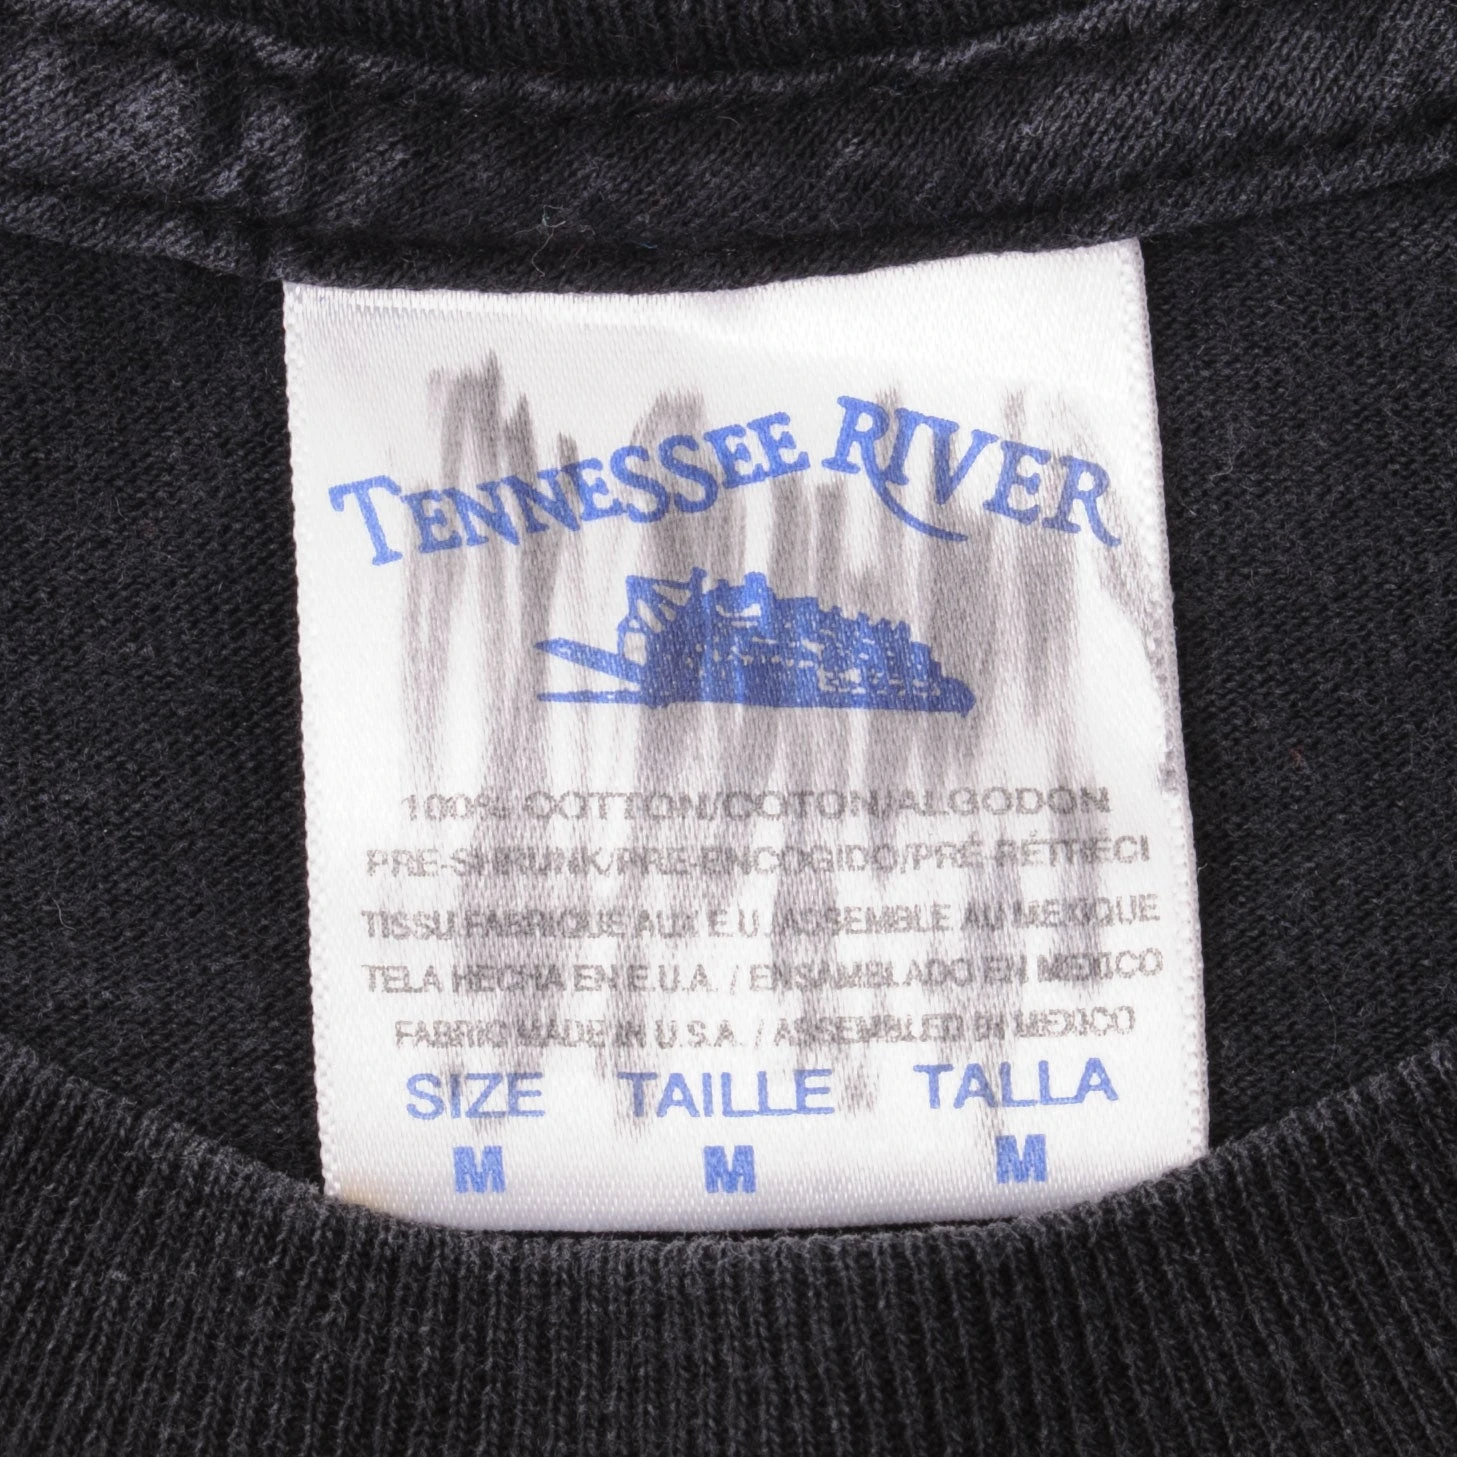 TENNESSEE RIVER
100% COTTON/COTON/ALGODON
PRE-SHRUNK/PRE-ENCOGIDO/PRÉ-RÉTRÉCI
TISSU FABRIQUE AUX E.U. ASSEMBLE AU MEXIQUE
TELA HECHA EN E.U.A. / ENSAMBLADO EN MEXICO
FABRIC MADE IN U.S.A. / ASSEMBLED IN MEXICO
SIZE TAILLE TALLA
M M M